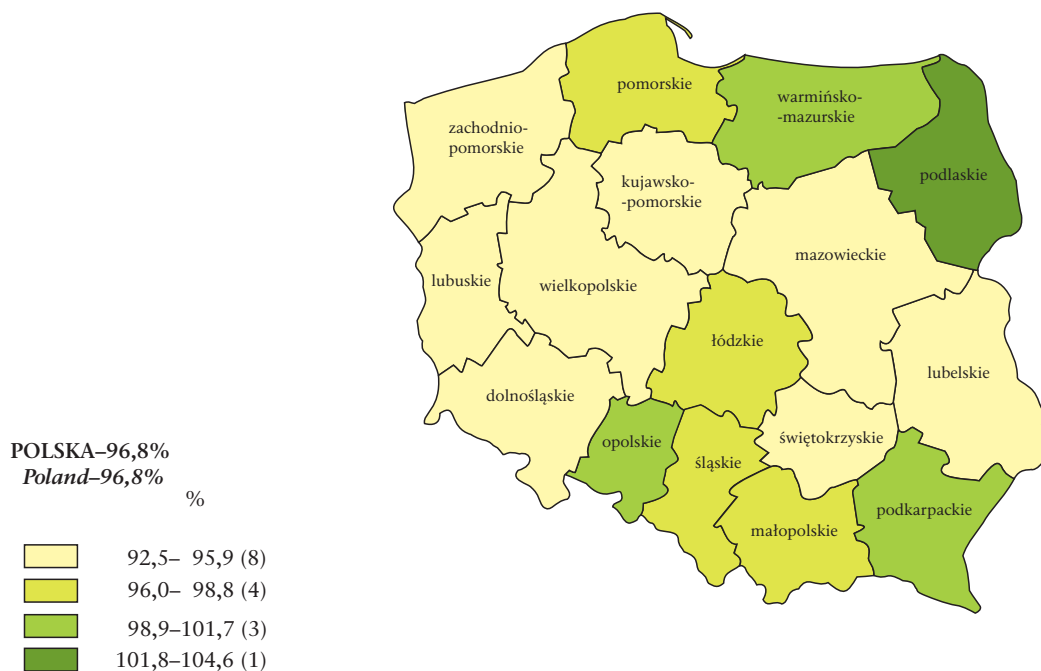 pomorskie
warmińsko-
-mazurskie
zachodnio-
pomorskie
podlaskie
kujawsko-
-pomorskie
mazowieckie
lubuskie
wielkopolskie
łódzkie
lubelskie
dolnośląskie
opolskie
świętokrzyskie
śląskie
podkarpackie
małopolskie
POLSKA–96,8%
Poland–96,8%
%
92,5– 95,9 (8)
96,0– 98,8 (4)
98,9–101,7 (3)
101,8–104,6 (1)